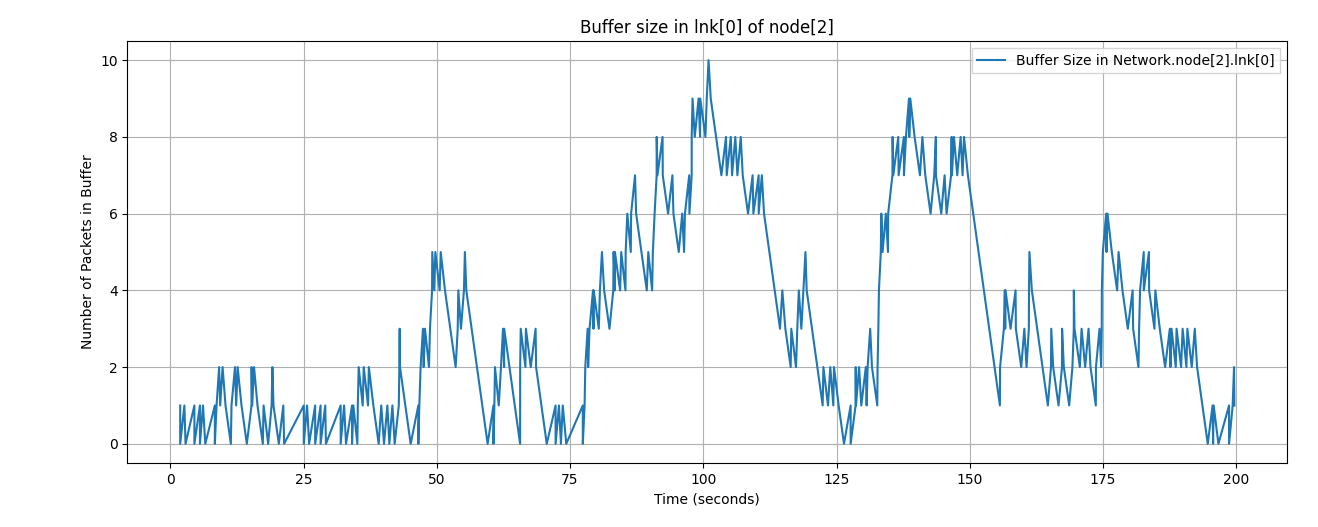 Buffer size in lnk[0] of node[2]
Buffer Size in Network.node[2].lnk[0]
Number of Packets in Buffer
10
8
6
4
2
0
0 25 50 75 100 125 150 175 200
Time (seconds)